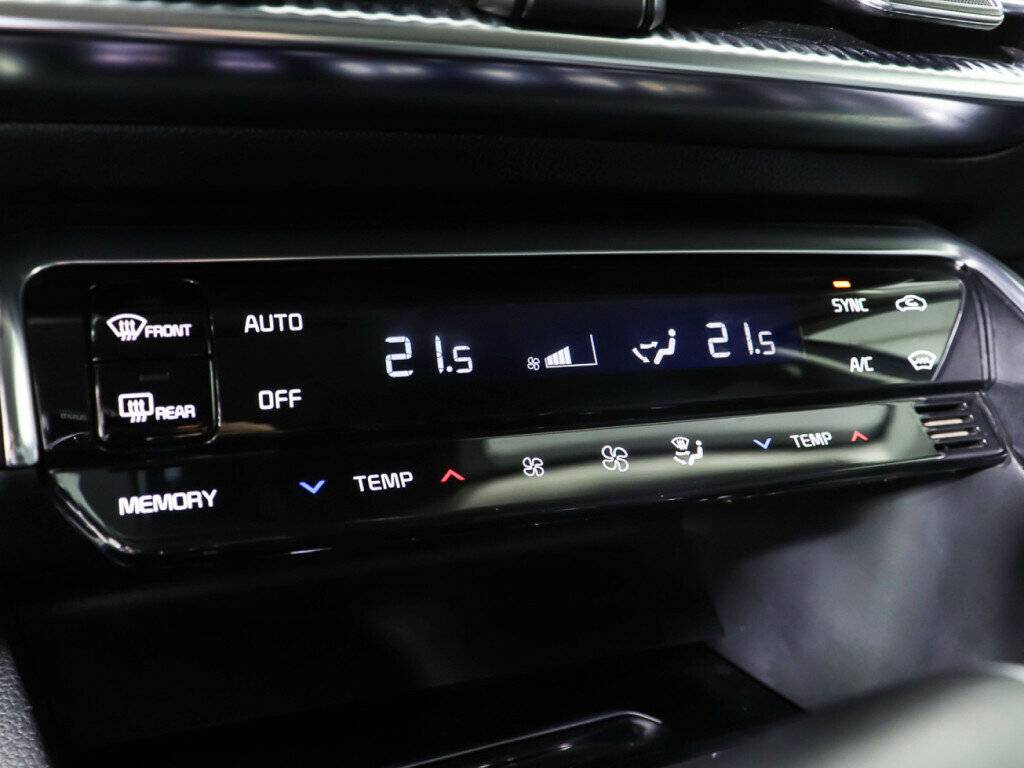 FRONT
AUTO
21.5
21.5
SYNC
REAR
OFF
A/C
MEMORY
TEMP
TEMP